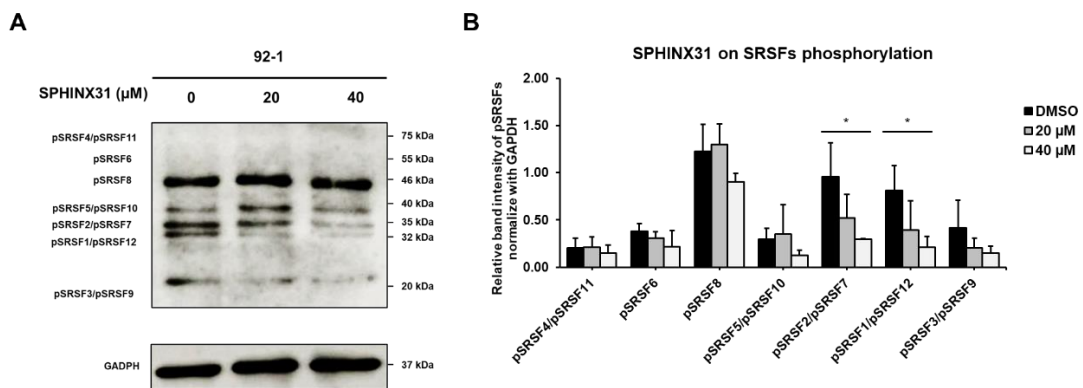 A
92-1
SPHINX31 (µM)
0 20 40
pSRSF4/pSRSF11
pSRSF6
pSRSF8
pSRSF5/pSRSF10
pSRSF2/pSRSF7
pSRSF1/pSRSF12
pSRSF3/pSRSF9
75 kDa
55 kDa
46 kDa
40 kDa
35 kDa
32 kDa
20 kDa
GADPH
37 kDa
B
SPHINX31 on SRSFs phosphorylation
Relative band intensity of pSRSFs
normalize with GAPDH
2.00
1.50
1.00
0.50
0.00
* *
DMSO
20 µM
40 µM
pSRSF4/pSRSF11
pSRSF6
pSRSF8
pSRSF5/pSRSF10
pSRSF2/pSRSF7
pSRSF1/pSRSF12
pSRSF3/pSRSF9